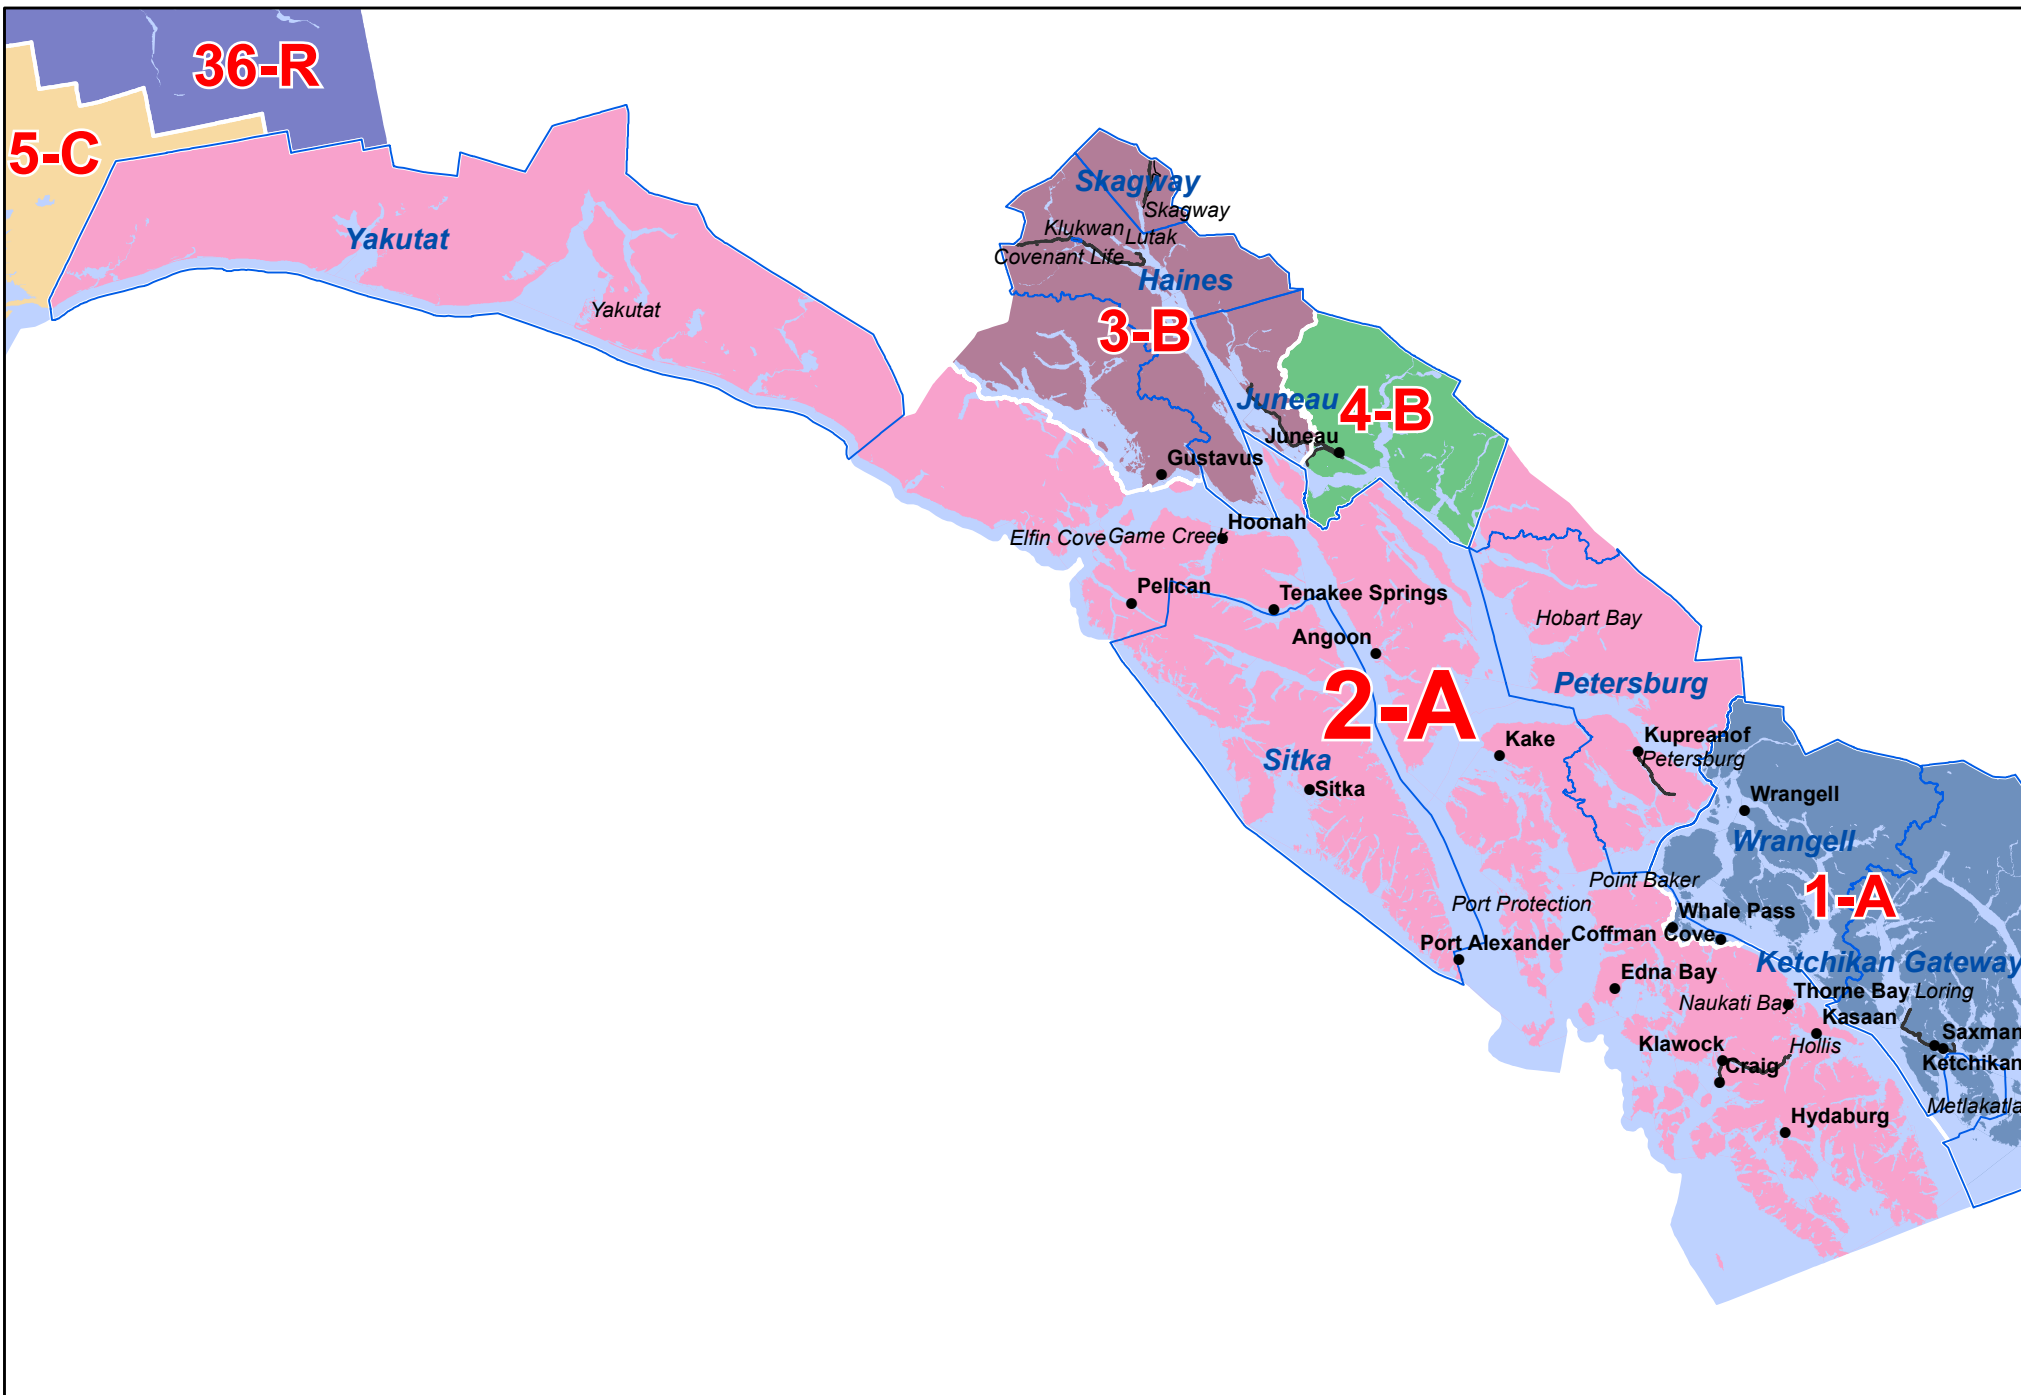 36-R
5-C
Yakutat
Yakutat
Skagway
Skagway
Klukwan
Lutak
Covenant Life
Haines
3-B
Juneau
4-B
Juneau
Gustavus
Hoonah
Elfin Cove
Game Creek
Pelican
Tenakee Springs
Hobart Bay
Angoon
2-A
Petersburg
Kake
Kupreanof
Petersburg
Sitka
Sitka
Wrangell
Wrangell
Point Baker
1-A
Port Protection
Whale Pass
Coffman Cove
Port Alexander
Ketchikan Gateway
Edna Bay
Naukati Bay
Thorne Bay
Loring
Kasaan
Saxman
Klawock
Hollis
Craig
Ketchikan
Metlakatla
Hydaburg